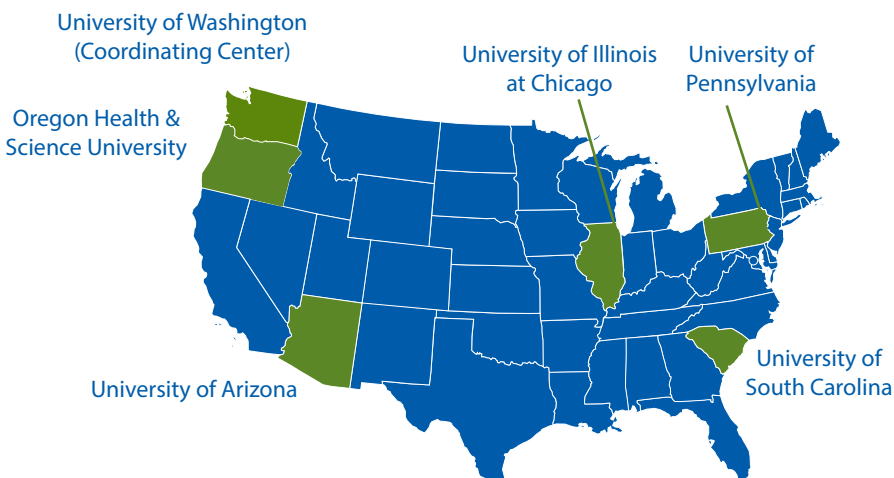 University of Washington
(Coordinating Center)
University of Illinois
at Chicago
University of
Pennsylvania
Oregon Health &
Science University
University of Arizona
University of
South Carolina